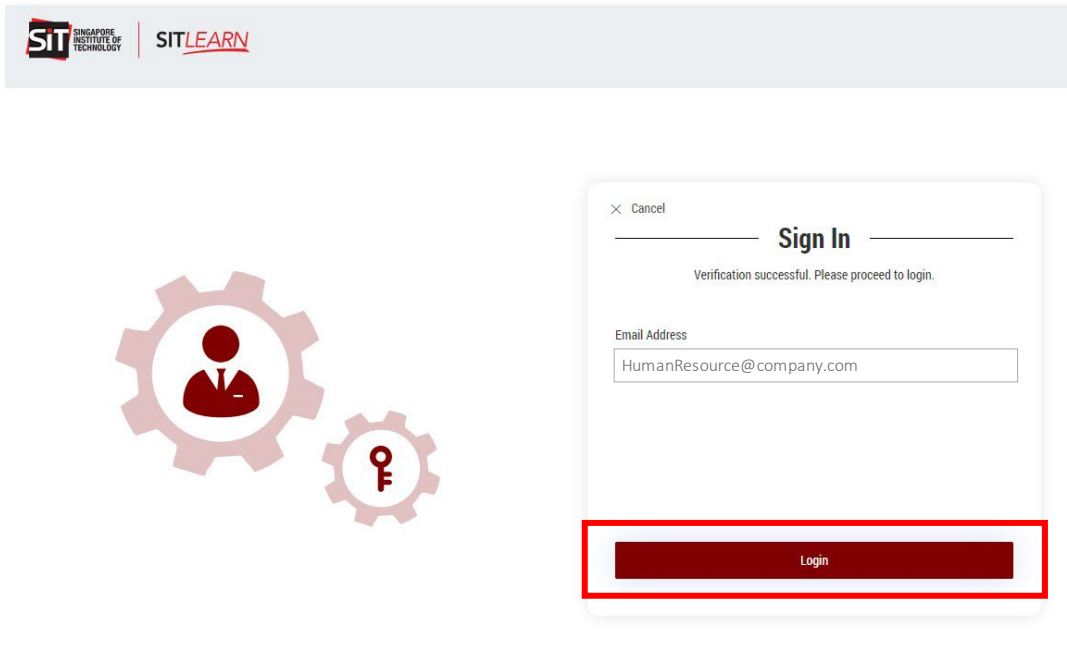 SiT SINGAPORE INSTITUTE OF TECHNOLOGY
SITLEARN
Cancel
Sign In
Verification successful. Please proceed to login.
Email Address
HumanResource@company.com
Login